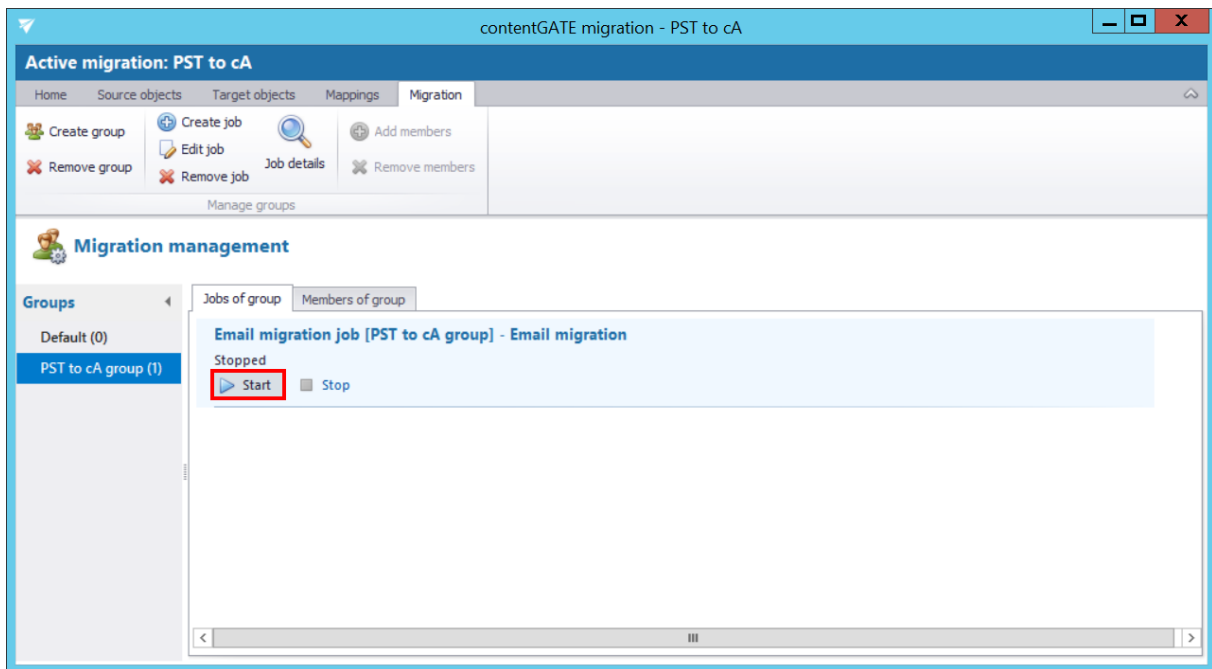 contentGATE migration - PST to cA
X
Active migration: PST to cA
Home Source objects Target objects Mappings Migration
Create group Create job Job details Add members
Edit job
Remove group Remove job Remove members
Manage groups
Migration management
Groups
Jobs of group Members of group
Default (0)
PST to cA group (1)
Email migration job [PST to cA group] - Email migration
Stopped
Start Stop